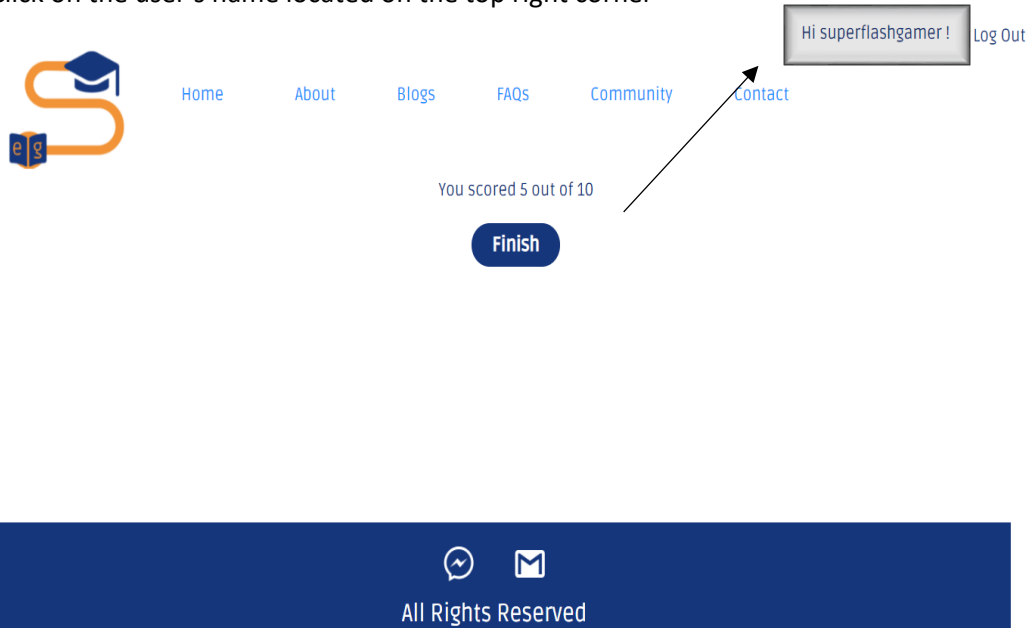 click on the user's name located on the top right corner
Hi superflashgamer ! Log Out
Home About Blogs FAQs Community Contact
e g
You scored 5 out of 10
Finish
All Rights Reserved